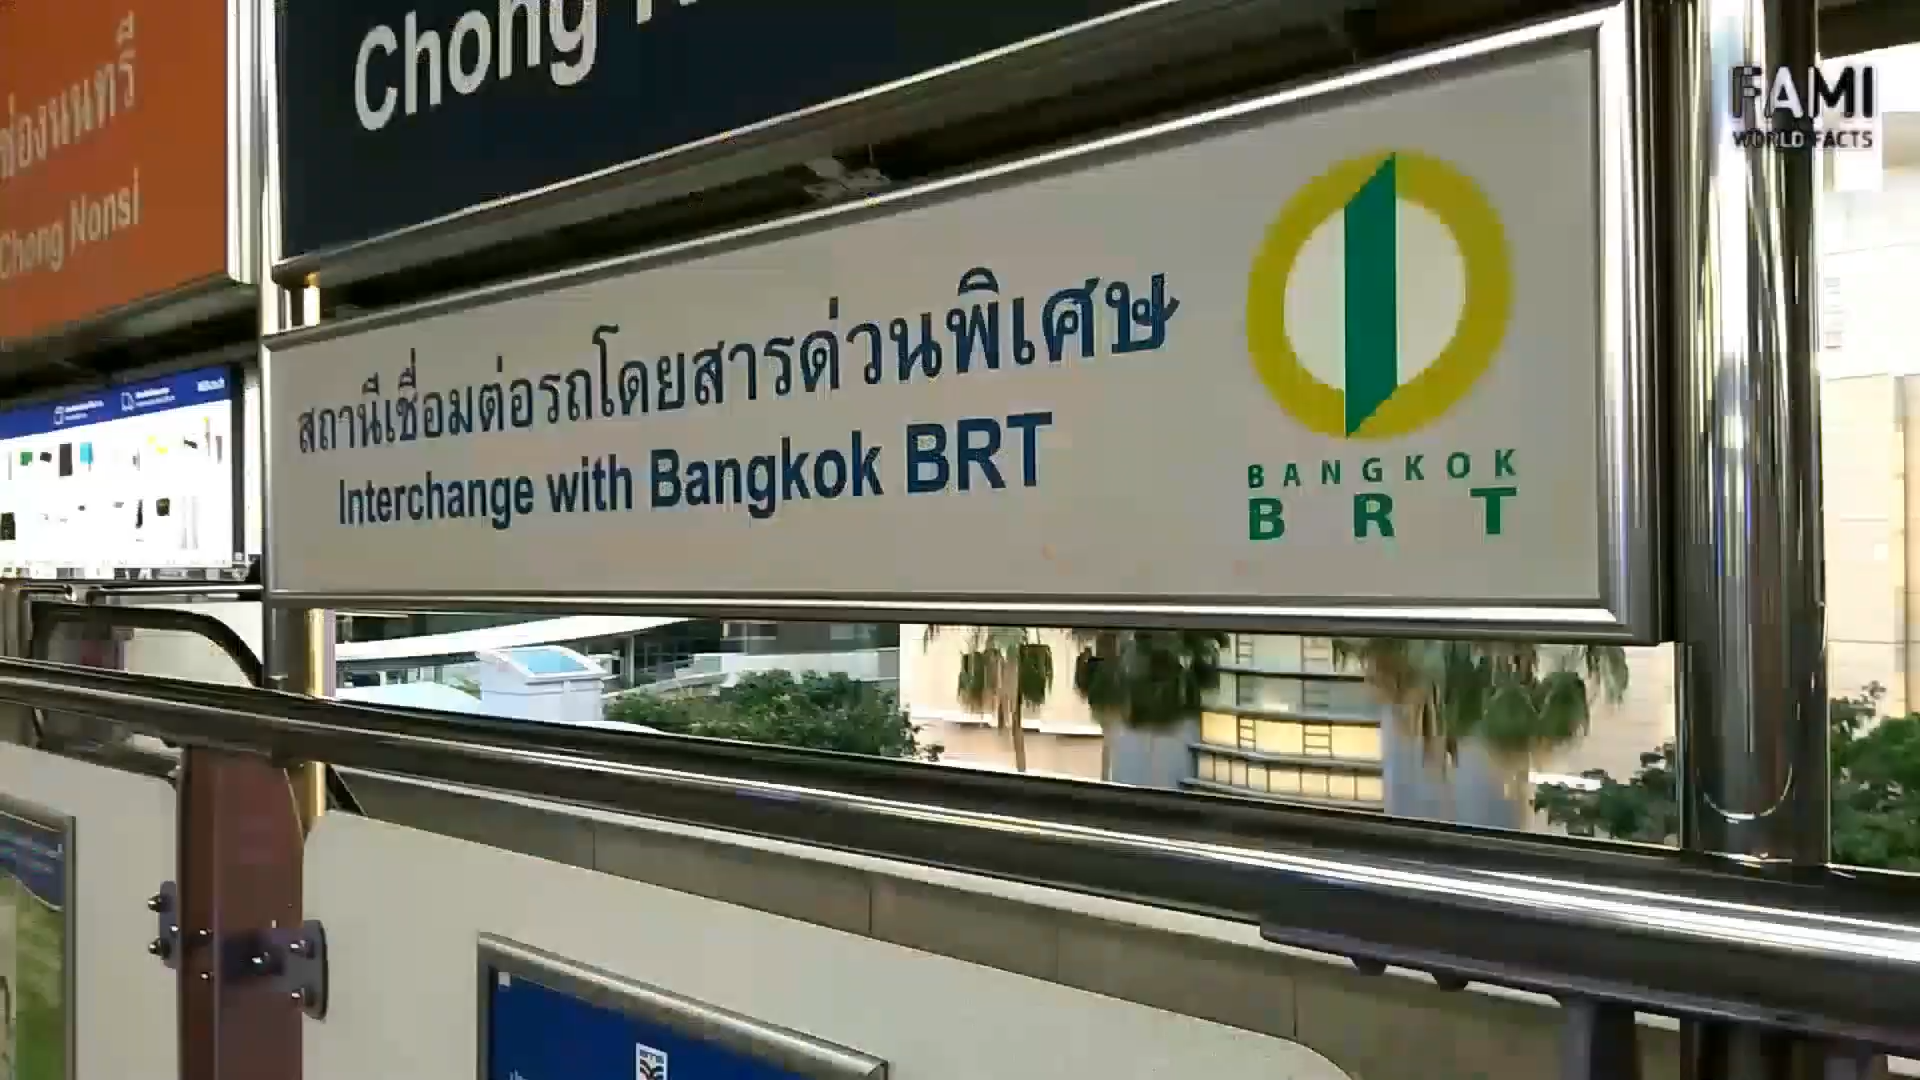 ช่องนนทรี
Chong Nonsi
Chong
สถานีเชื่อมต่อรถโดยสารด่วนพิเศษ
Interchange with Bangkok BRT
BANGKOK
BRT
FAMI
WORLD FACTS